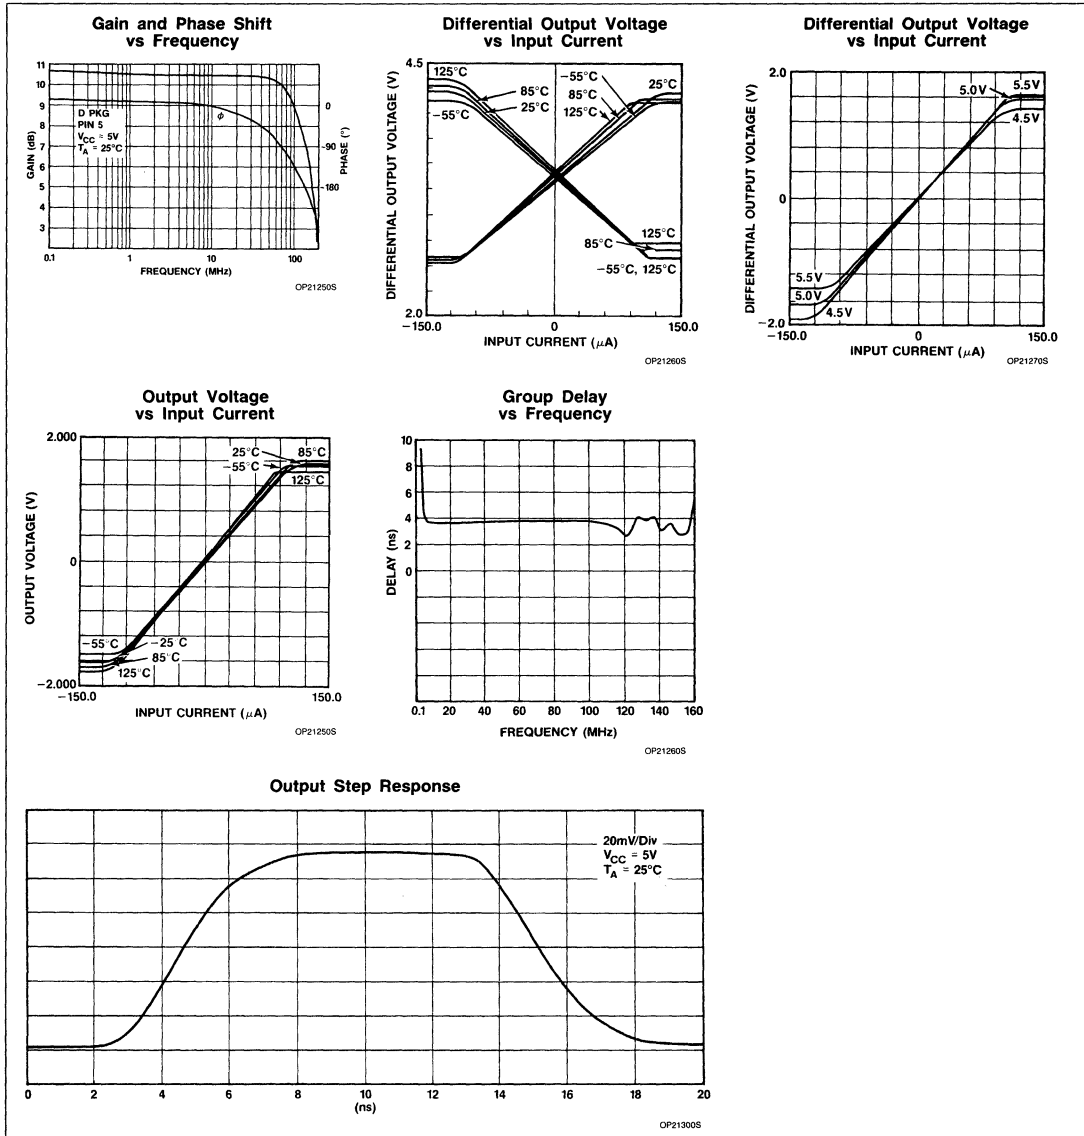 Gain and Phase Shift
vs Frequency
11
10
9
8
7
6
5
4
3
GAIN (dB)
D PKG
PIN 5
VCC = 5V
TA = 25°C
φ
0
-90
-180
PHASE (°)
0.1
1
10
100
FREQUENCY (MHz)
OP21250S
Differential Output Voltage
vs Input Current
4.5
2.0
DIFFERENTIAL OUTPUT VOLTAGE (V)
125°C
85°C
25°C
-55°C
-55°C
85°C
125°C
25°C
125°C
85°C
-55°C, 125°C
-150.0
0
150.0
INPUT CURRENT (μA)
OP21260S
Differential Output Voltage
vs Input Current
2.0
0
-2.0
DIFFERENTIAL OUTPUT VOLTAGE (V)
5.0V
5.5V
4.5V
5.5V
5.0V
4.5V
-150.0
0
150.0
INPUT CURRENT (μA)
OP21270S
Output Voltage
vs Input Current
2.000
0
-2.000
OUTPUT VOLTAGE (V)
25°C
85°C
-55°C
125°C
-55°C
-25°C
85°C
125°C
-150.0
150.0
INPUT CURRENT (μA)
OP21250S
Group Delay
vs Frequency
10
8
6
4
2
0
DELAY (ns)
0.1
20
40
60
80
100
120
140
160
FREQUENCY (MHz)
OP21260S
Output Step Response
20mV/Div
VCC = 5V
TA = 25°C
0
2
4
6
8
10
12
14
16
18
20
(ns)
OP21300S